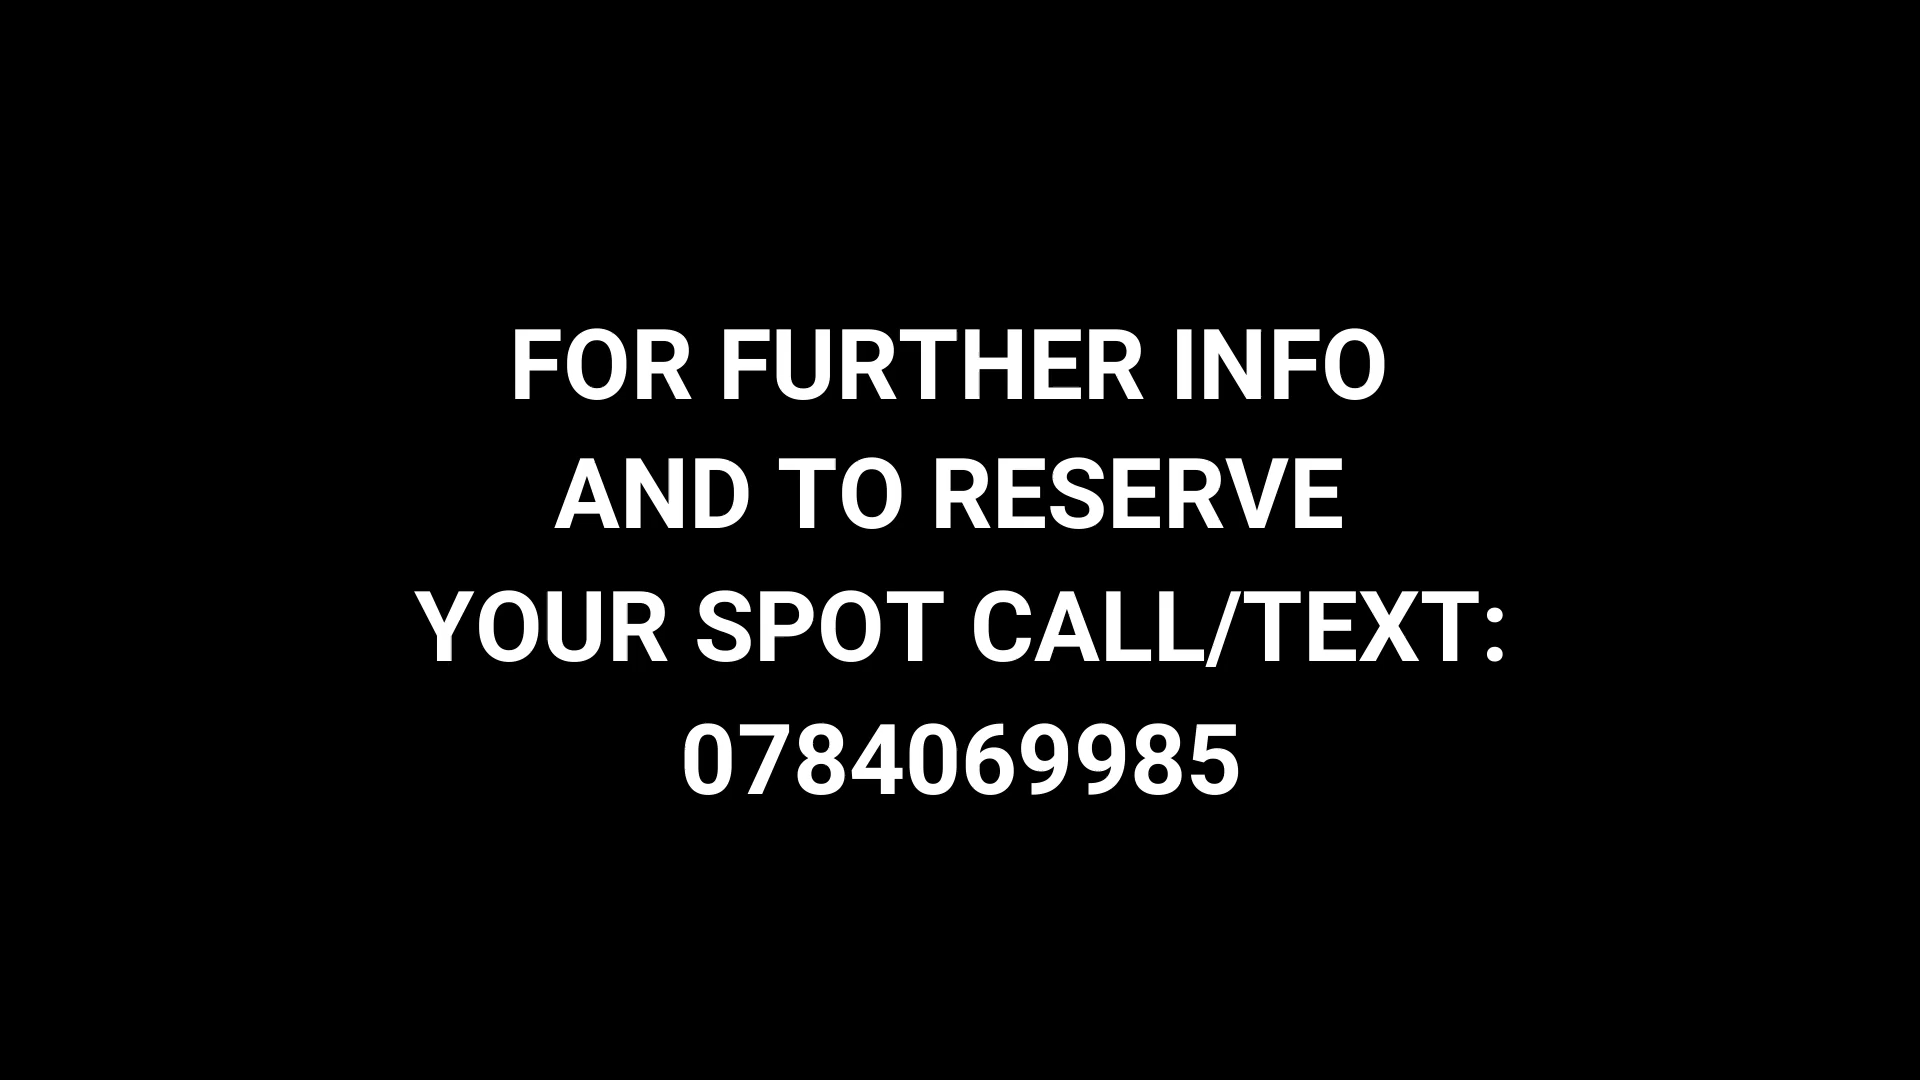 FOR FURTHER INFO
AND TO RESERVE
YOUR SPOT CALL/TEXT:
0784069985